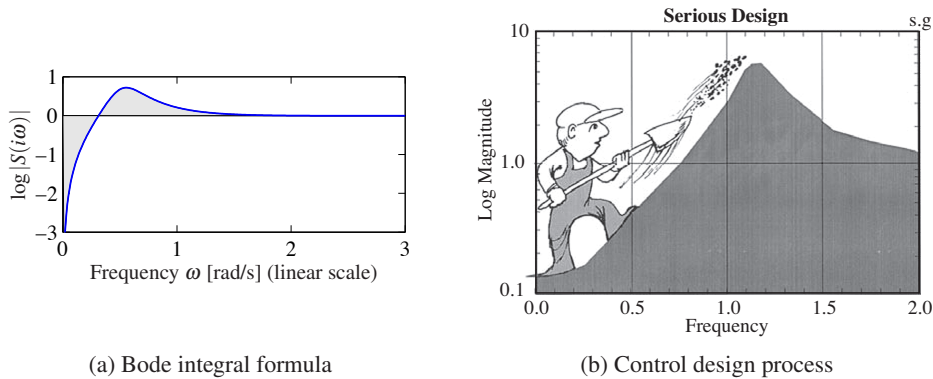 1
0
−1
−2
−3
0
1
2
3
log |S(iω)|
Frequency ω [rad/s] (linear scale)
(a) Bode integral formula
Serious Design
s.g
10
1.0
0.1
Log Magnitude
0.0
0.5
1.0
1.5
2.0
Frequency
(b) Control design process